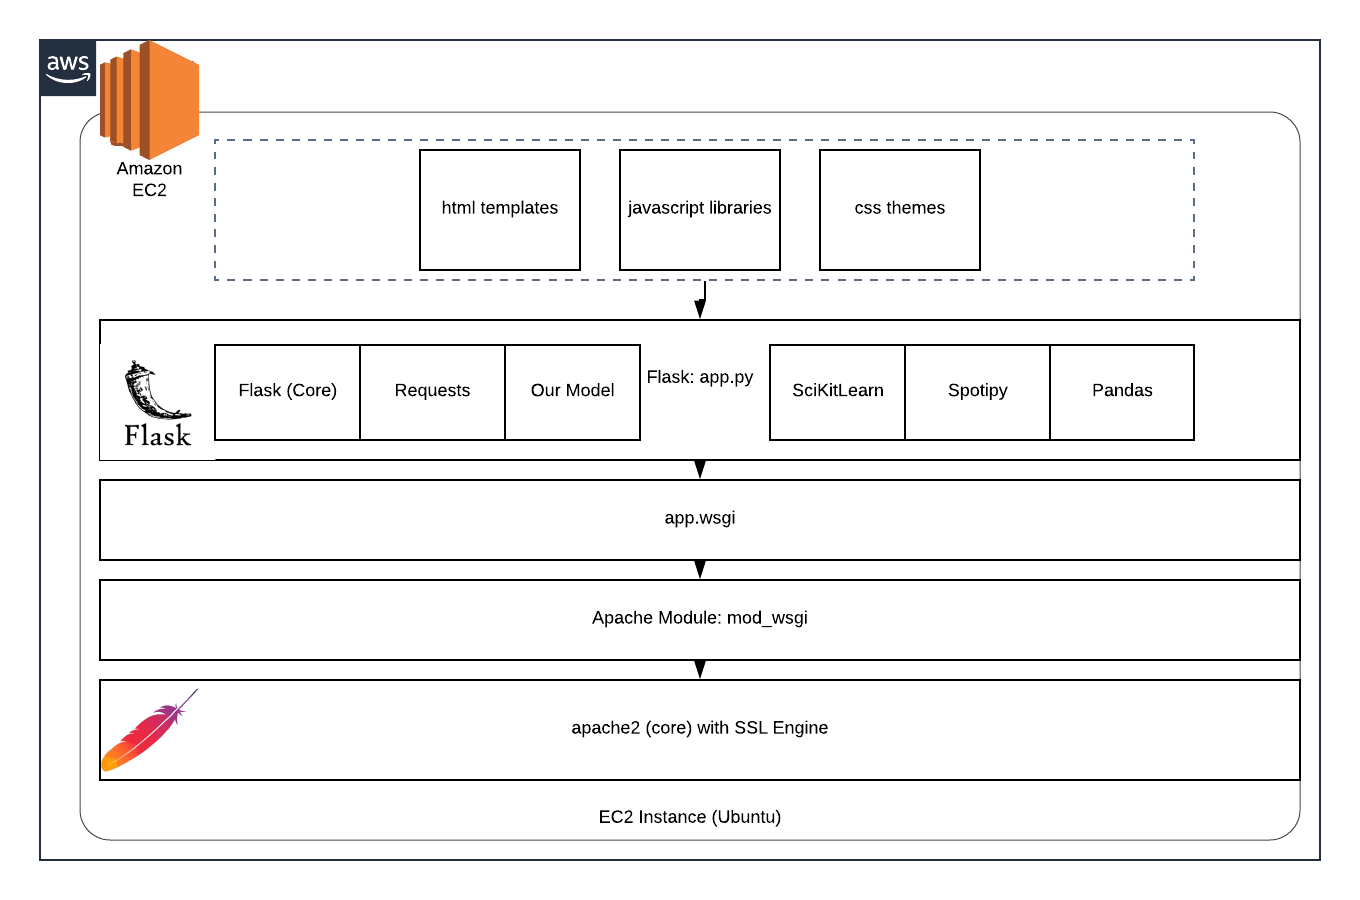 aws
Amazon
EC2
html templates
javascript libraries
css themes
Flask
Flask (Core)
Requests
Our Model
Flask: app.py
SciKitLearn
Spotipy
Pandas
app.wsgi
Apache Module: mod_wsgi
apache2 (core) with SSL Engine
EC2 Instance (Ubuntu)